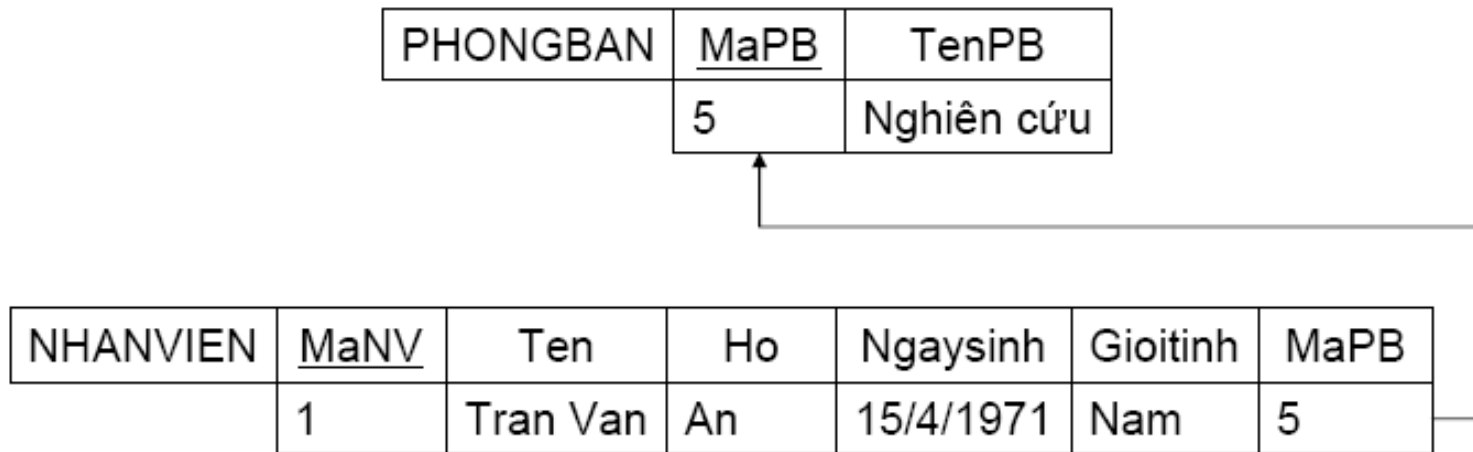 PHONGBAN MaPB TenPB
5 Nghiên cứu
NHANVIEN MaNV Ten Ho Ngaysinh Gioitinh MaPB
1 Tran Van An 15/4/1971 Nam 5